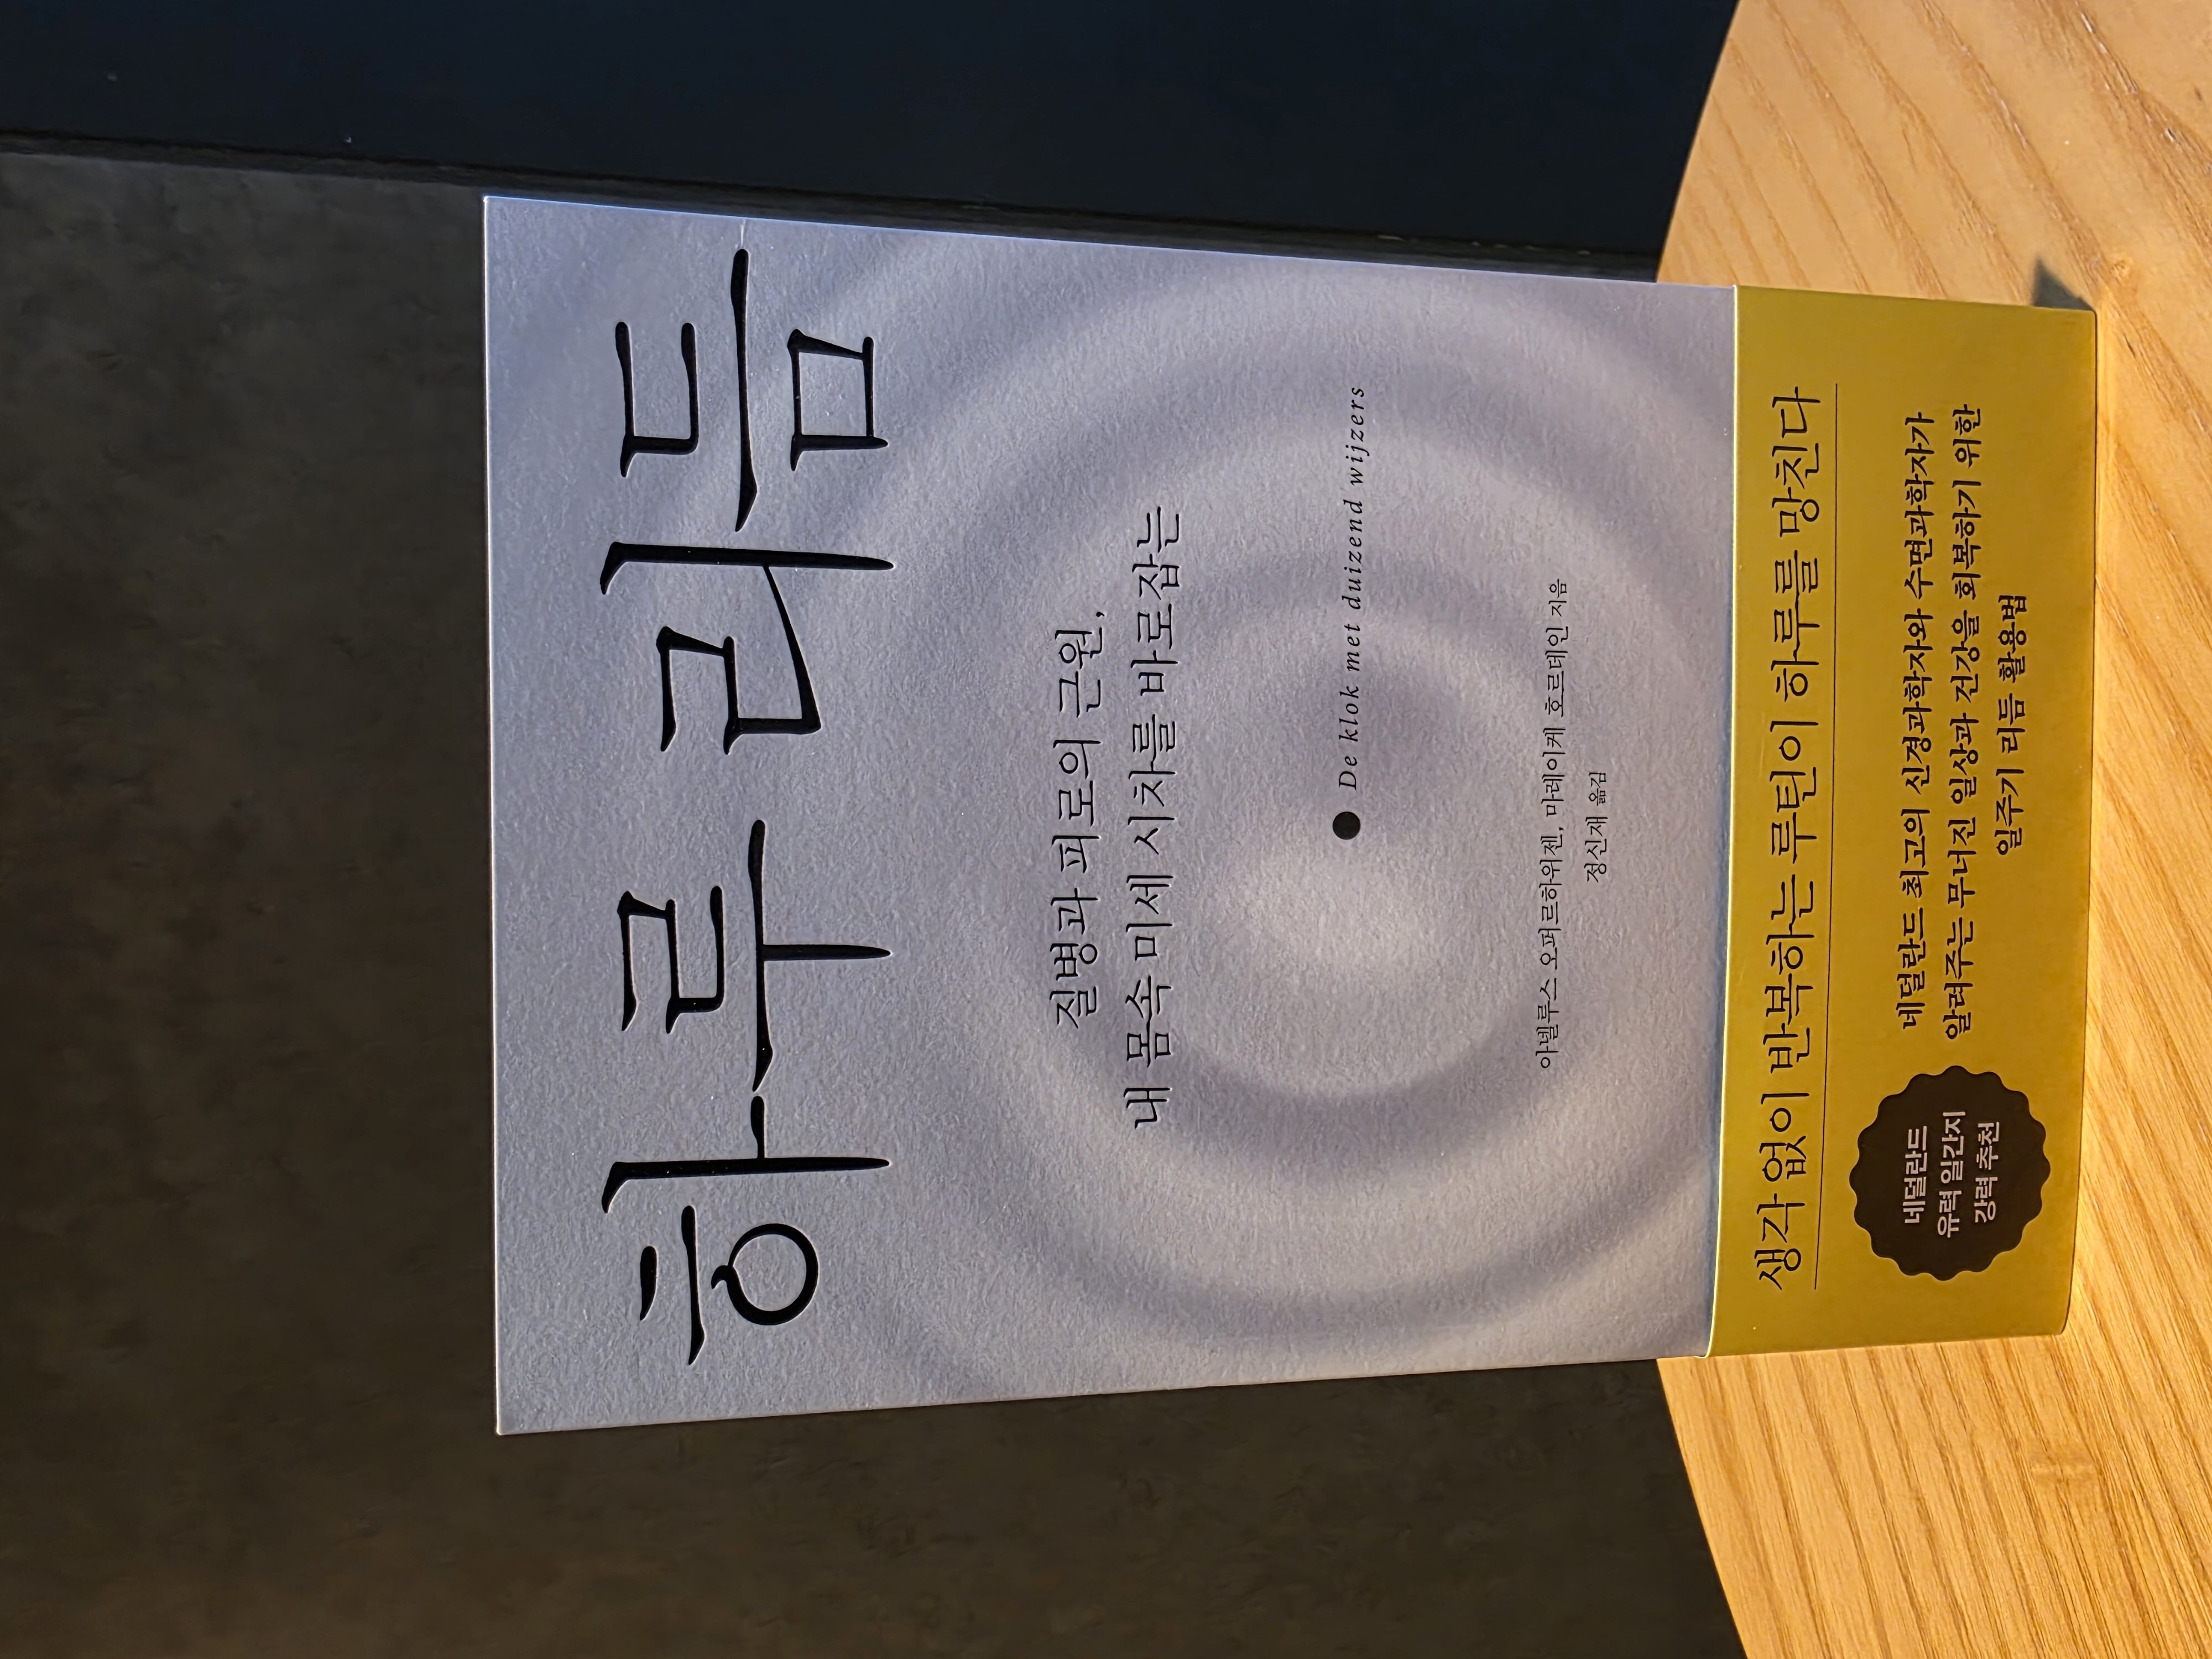 하루 리듬
질병과 피로의 근원,
내 몸속 미세 시차를 바로잡는
De klok met duizend wijzers
아넬루스 오퍼르하위젠, 마레이케 호르데인 지음
정신재 옮김
생각 없이 반복하는 루틴이 하루를 망친다
네덜란드
유력 일간지
강력 추천
네덜란드 최고의 신경과학자와 수면과학자가
알려주는 무너진 일상과 건강을 회복하기 위한
일주기 리듬 활용법